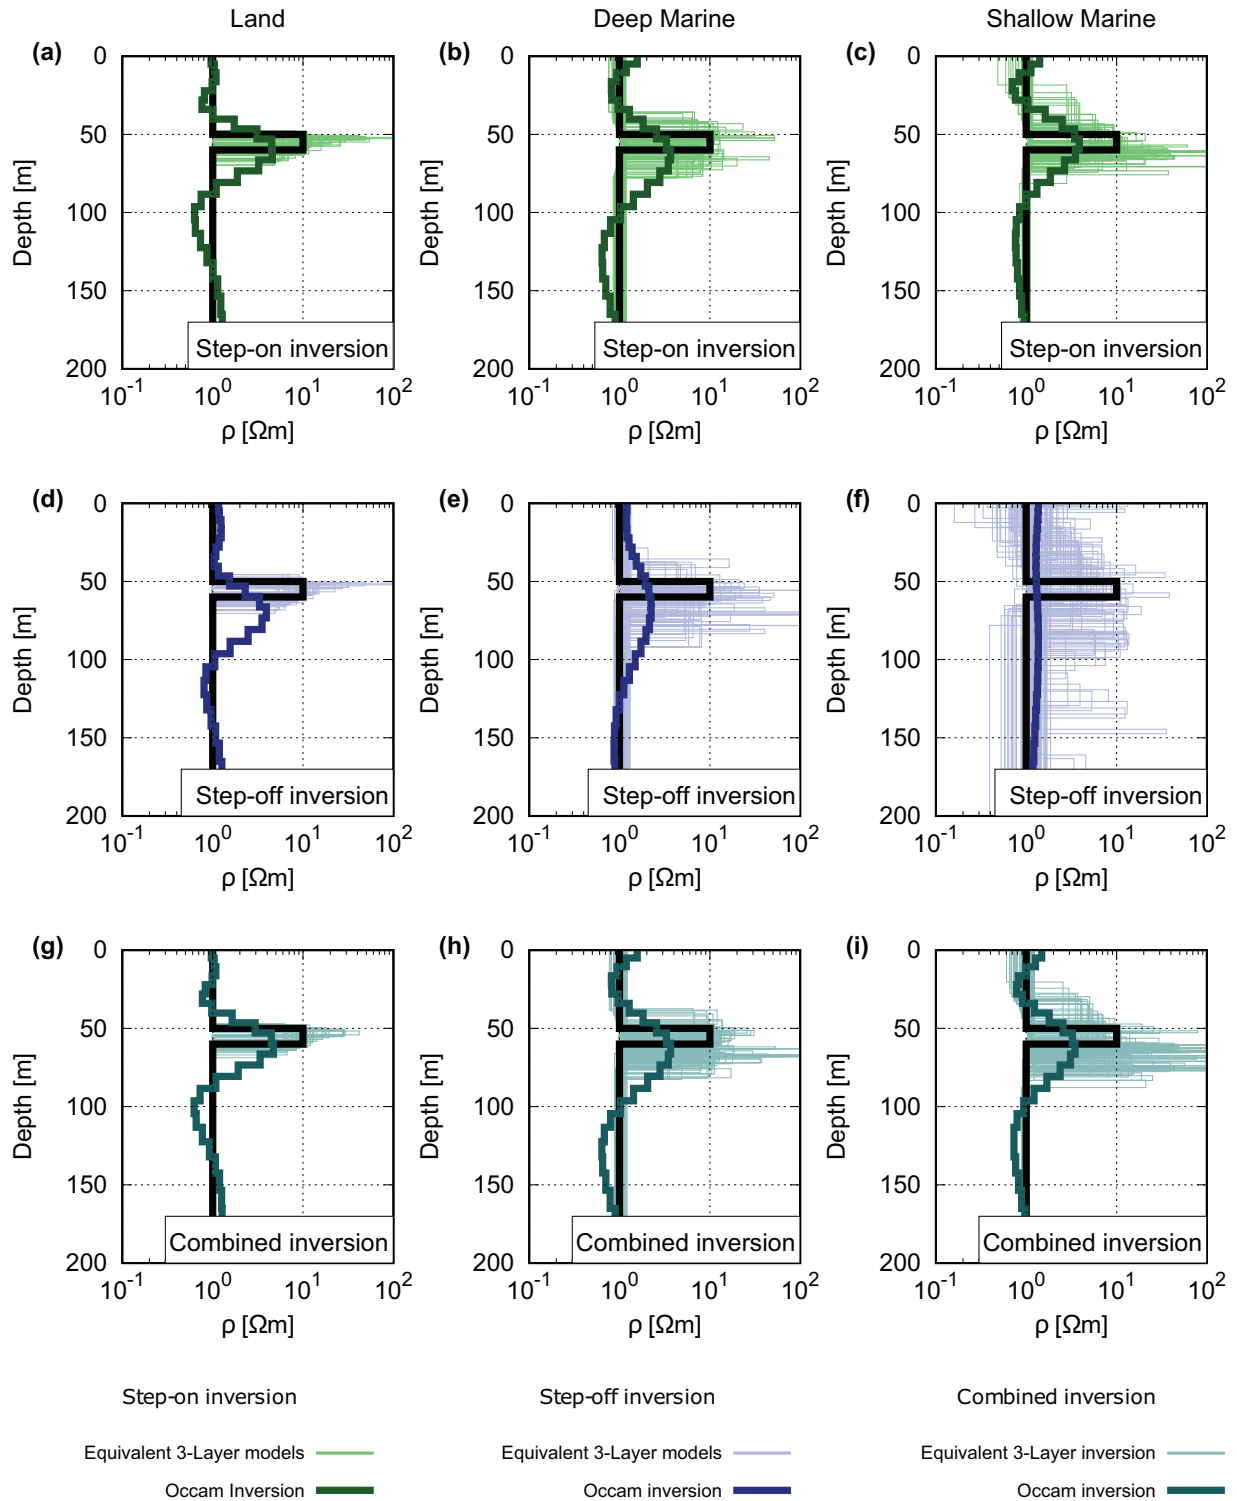 Land Deep Marine Shallow Marine
(a) (b) (c)
0 0 0
50 50 50
100 100 100
150 150 150
200 200 200
Depth [m] Depth [m] Depth [m]
Step-on inversion Step-on inversion Step-on inversion
10-1 100 101 102 10-1 100 101 102 10-1 100 101 102
ρ [Ωm] ρ [Ωm] ρ [Ωm]
(d) (e) (f)
0 0 0
50 50 50
100 100 100
150 150 150
200 200 200
Depth [m] Depth [m] Depth [m]
Step-off inversion Step-off inversion Step-off inversion
10-1 100 101 102 10-1 100 101 102 10-1 100 101 102
ρ [Ωm] ρ [Ωm] ρ [Ωm]
(g) (h) (i)
0 0 0
50 50 50
100 100 100
150 150 150
200 200 200
Depth [m] Depth [m] Depth [m]
Combined inversion Combined inversion Combined inversion
10-1 100 101 102 10-1 100 101 102 10-1 100 101 102
ρ [Ωm] ρ [Ωm] ρ [Ωm]
Step-on inversion Step-off inversion Combined inversion
Equivalent 3-Layer models Equivalent 3-Layer models Equivalent 3-Layer inversion
Occam Inversion Occam inversion Occam inversion